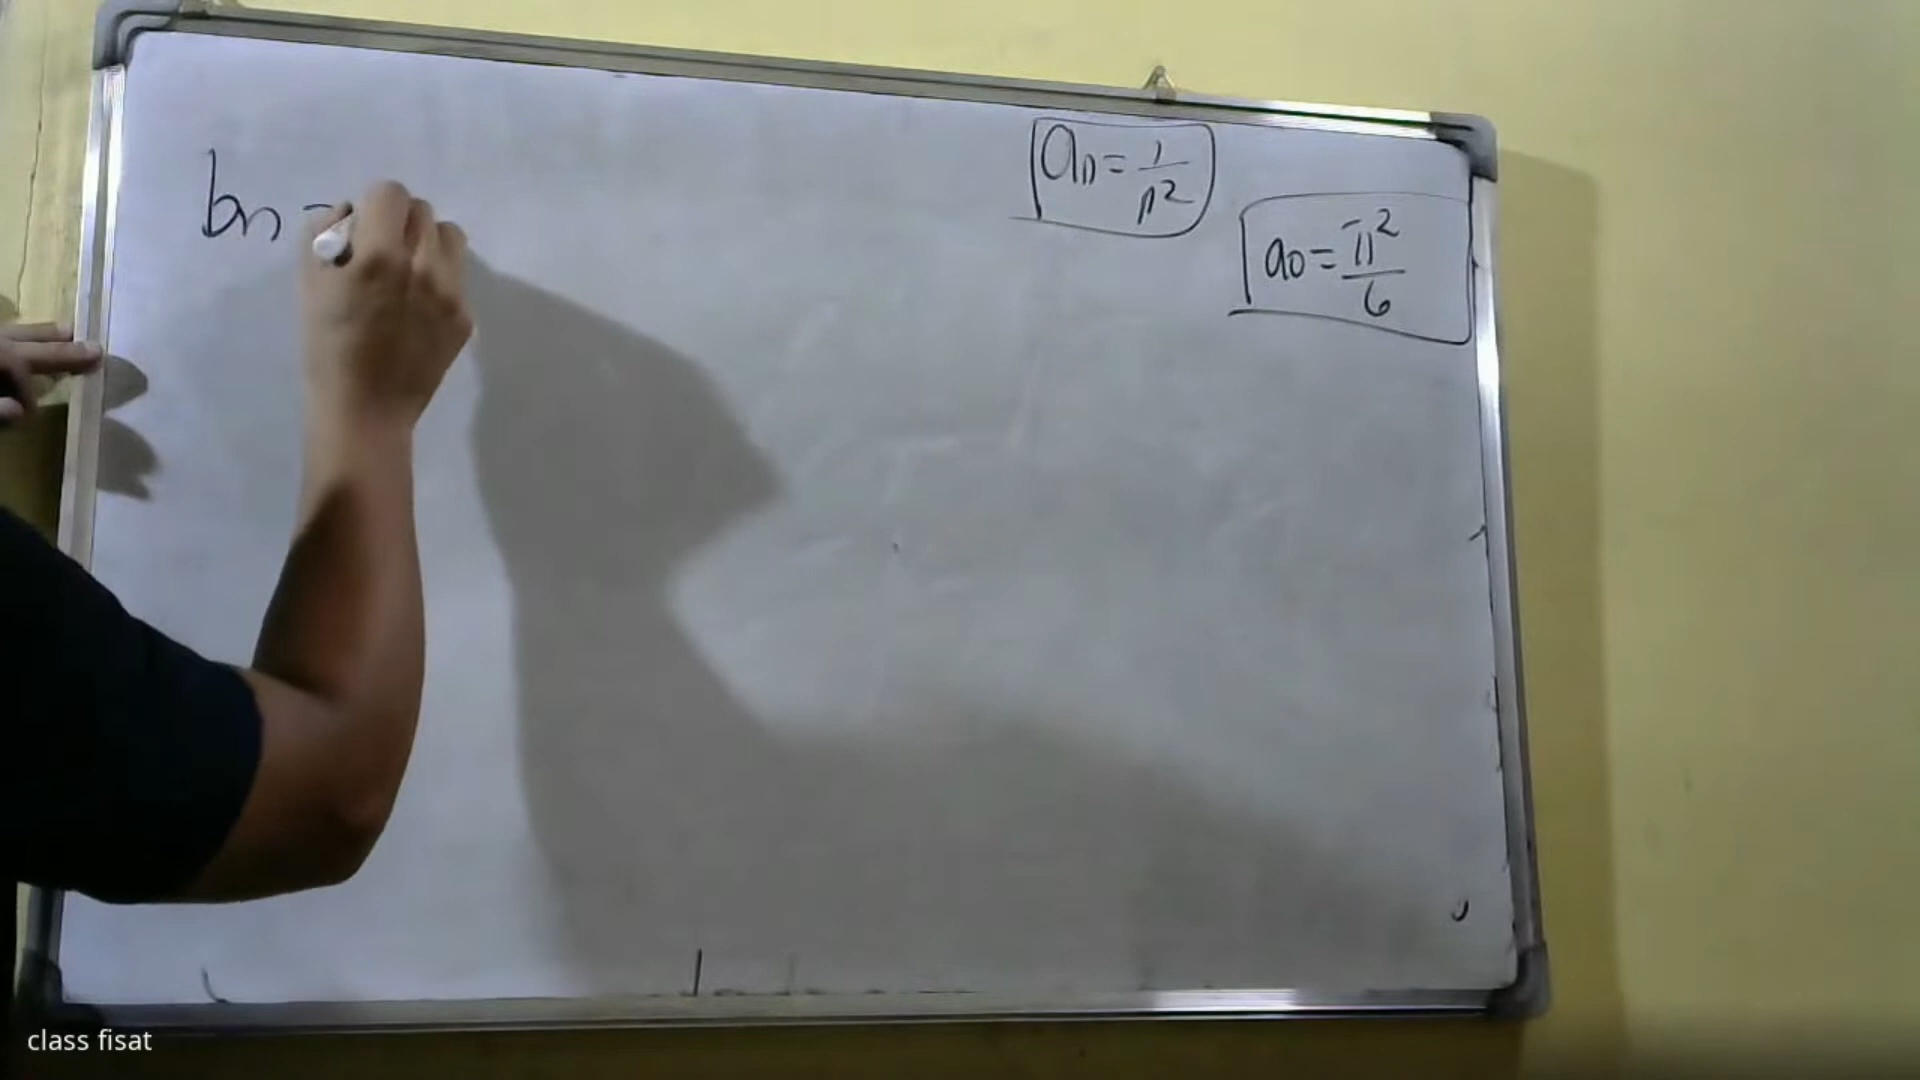 bn =
an = 1/n²
a0 = π²/6
class fisat